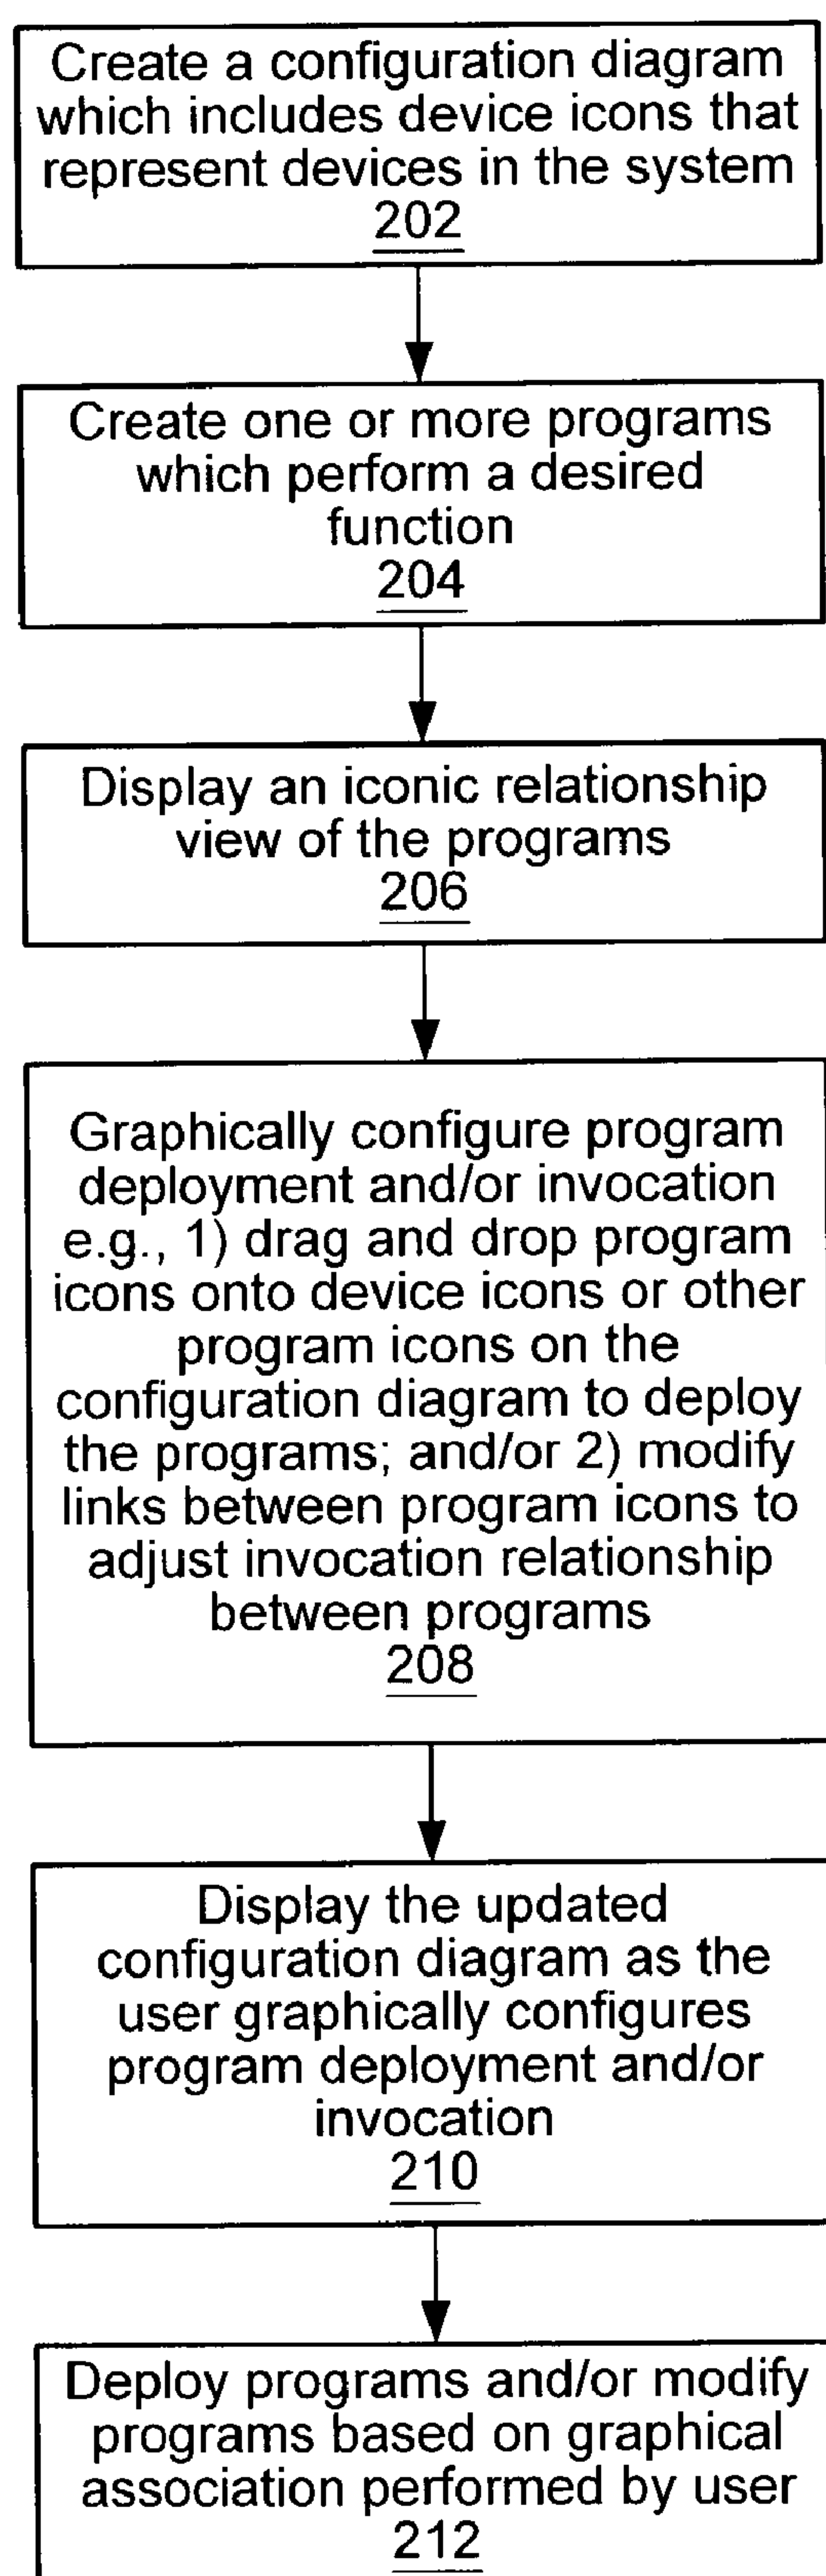 Create a configuration diagram
which includes device icons that
represent devices in the system
202
Create one or more programs
which perform a desired
function
204
Display an iconic relationship
view of the programs
206
Graphically configure program
deployment and/or invocation
e.g., 1) drag and drop program
icons onto device icons or other
program icons on the
configuration diagram to deploy
the programs; and/or 2) modify
links between program icons to
adjust invocation relationship
between programs
208
Display the updated
configuration diagram as the
user graphically configures
program deployment and/or
invocation
210
Deploy programs and/or modify
programs based on graphical
association performed by user
212